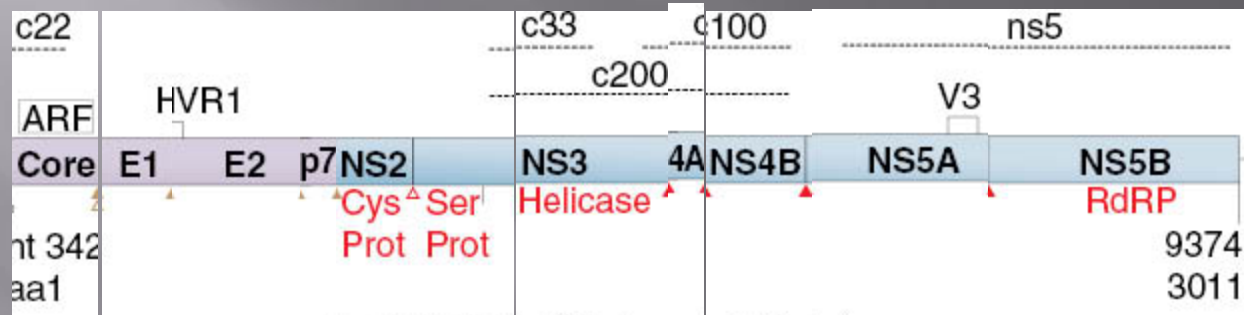 c22 c33 c100 ns5
c200
HVR1 V3
ARF
Core E1 E2 p7 NS2 NS3 4A NS4B NS5A NS5B
Cys Ser Helicase RdRP
Prot Prot
nt 342 9374
aa1 3011